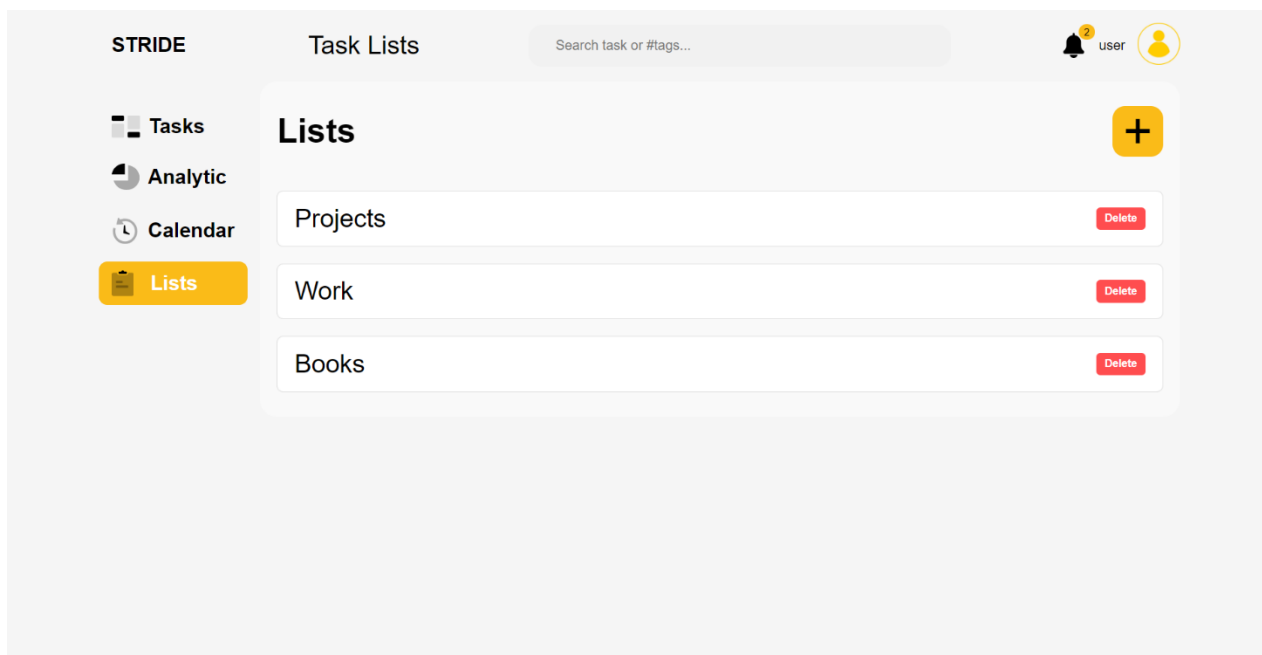 STRIDE
Task Lists
Search task or #tags...
2
user
Tasks
Analytic
Calendar
Lists
Lists
Projects
Delete
Work
Delete
Books
Delete